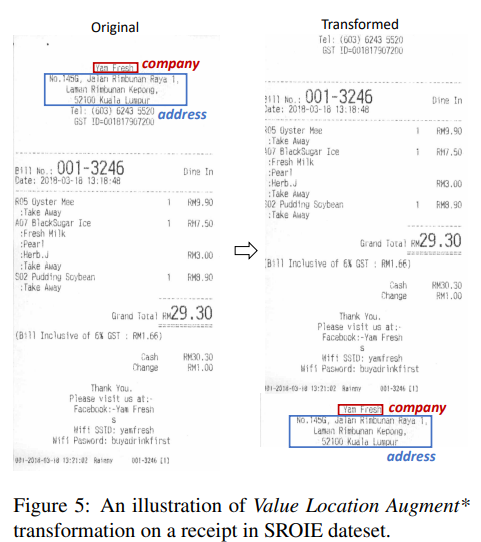 Original
Yam Fresh
company
No.145G, Jalan Rimbunan Raya 1,
Laman Rimbunan Kepong,
52100 Kuala Lumpur
address
Tel: (603) 6243 5520
GST ID=001817907200
Bill No.: 001-3246 Dine In
Date: 2018-03-18 13:18:48
R05 Oyster Mee 1 RM9.90
:Take Away
A07 BlackSugar Ice 1 RM7.50
:Fresh Milk
:Pearl
:Herb.J RM3.00
:Take Away
S02 Pudding Soybean 1 RM8.90
:Take Away
Grand Total RM29.30
(Bill Inclusive of 6% GST : RM1.66)
Cash RM30.30
Change RM1.00
Thank You.
Please visit us at:-
Facebook:-Yam Fresh
s
Wifi SSID: yamfresh
Wifi Pasword: buyadrinkfirst
001-2018-03-18 13:21:02 Rainny 001-3246 [1]
Transformed
Tel: (603) 6243 5520
GST ID=001817907200
Bill No.: 001-3246 Dine In
Date: 2018-03-18 13:18:48
R05 Oyster Mee 1 RM9.90
:Take Away
A07 BlackSugar Ice 1 RM7.50
:Fresh Milk
:Pearl
:Herb.J RM3.00
:Take Away
S02 Pudding Soybean 1 RM8.90
:Take Away
Grand Total RM29.30
(Bill Inclusive of 6% GST : RM1.66)
Cash RM30.30
Change RM1.00
Thank You.
Please visit us at:-
Facebook:-Yam Fresh
s
Wifi SSID: yamfresh
Wifi Pasword: buyadrinkfirst
001-2018-03-18 13:21:02 Rainny 001-3246 [1]
Yam Fresh
company
No.145G, Jalan Rimbunan Raya 1,
Laman Rimbunan Kepong,
52100 Kuala Lumpur
address
Figure 5: An illustration of Value Location Augment*
transformation on a receipt in SROIE dateset.